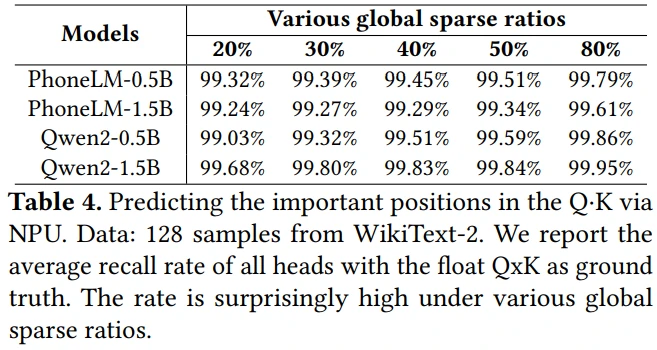 Models Various global sparse ratios
20% 30% 40% 50% 80%
PhoneLM-0.5B 99.32% 99.39% 99.45% 99.51% 99.79%
PhoneLM-1.5B 99.24% 99.27% 99.29% 99.34% 99.61%
Qwen2-0.5B 99.03% 99.32% 99.51% 99.59% 99.86%
Qwen2-1.5B 99.68% 99.80% 99.83% 99.84% 99.95%
Table 4. Predicting the important positions in the Q·K via
NPU. Data: 128 samples from WikiText-2. We report the
average recall rate of all heads with the float QxK as ground
truth. The rate is surprisingly high under various global
sparse ratios.